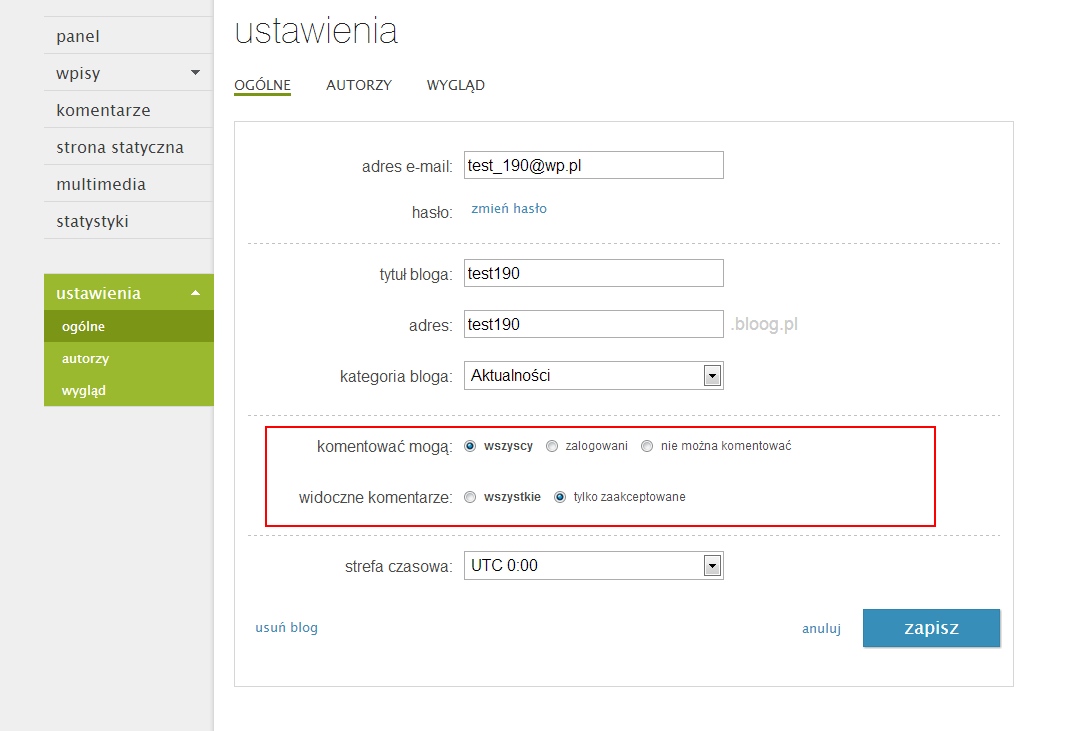 panel
wpisy
komentarze
strona statyczna
multimedia
statystyki
ustawienia
ogólne
autorzy
wygląd
ustawienia
OGÓLNE AUTORZY WYGLĄD
adres e-mail: test_190@wp.pl
hasło: zmień hasło
tytuł bloga: test190
adres: test190 .bloog.pl
kategoria bloga: Aktualności
komentować mogą: wszyscy zalogowani nie można komentować
widoczne komentarze: wszystkie tylko zaakceptowane
strefa czasowa: UTC 0:00
usuń blog anuluj zapisz